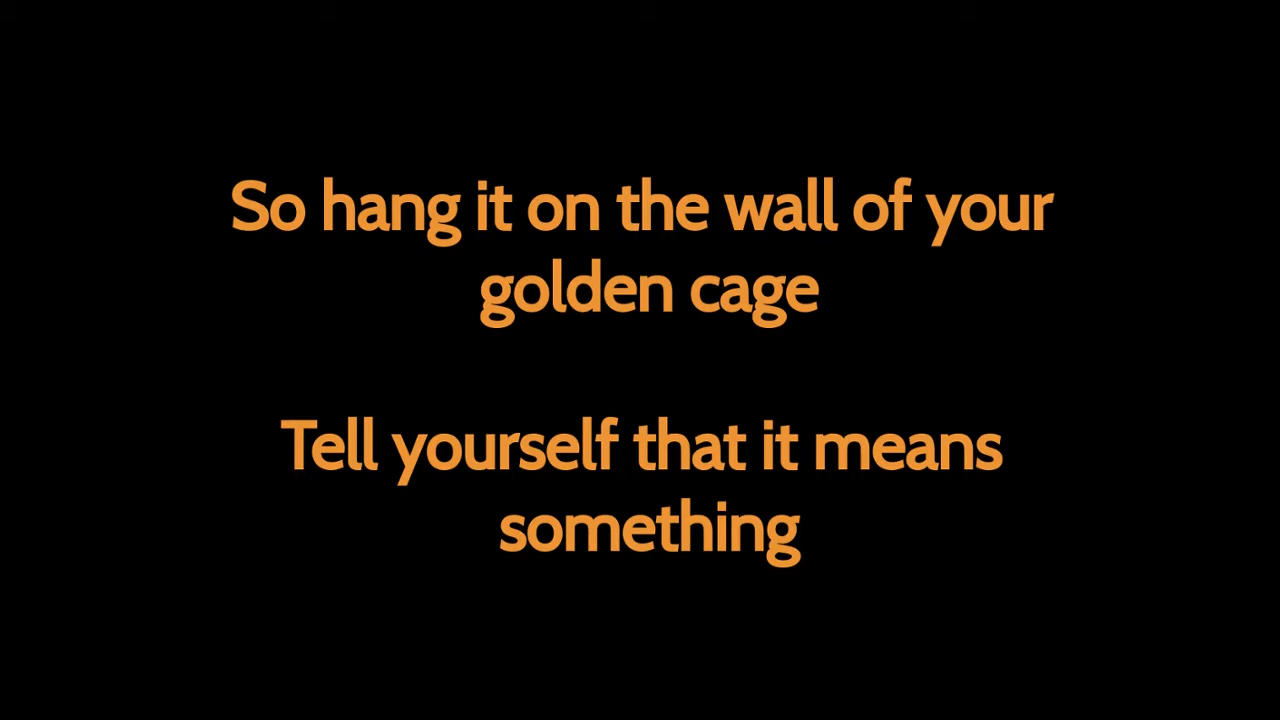 So hang it on the wall of your
golden cage
Tell yourself that it means
something